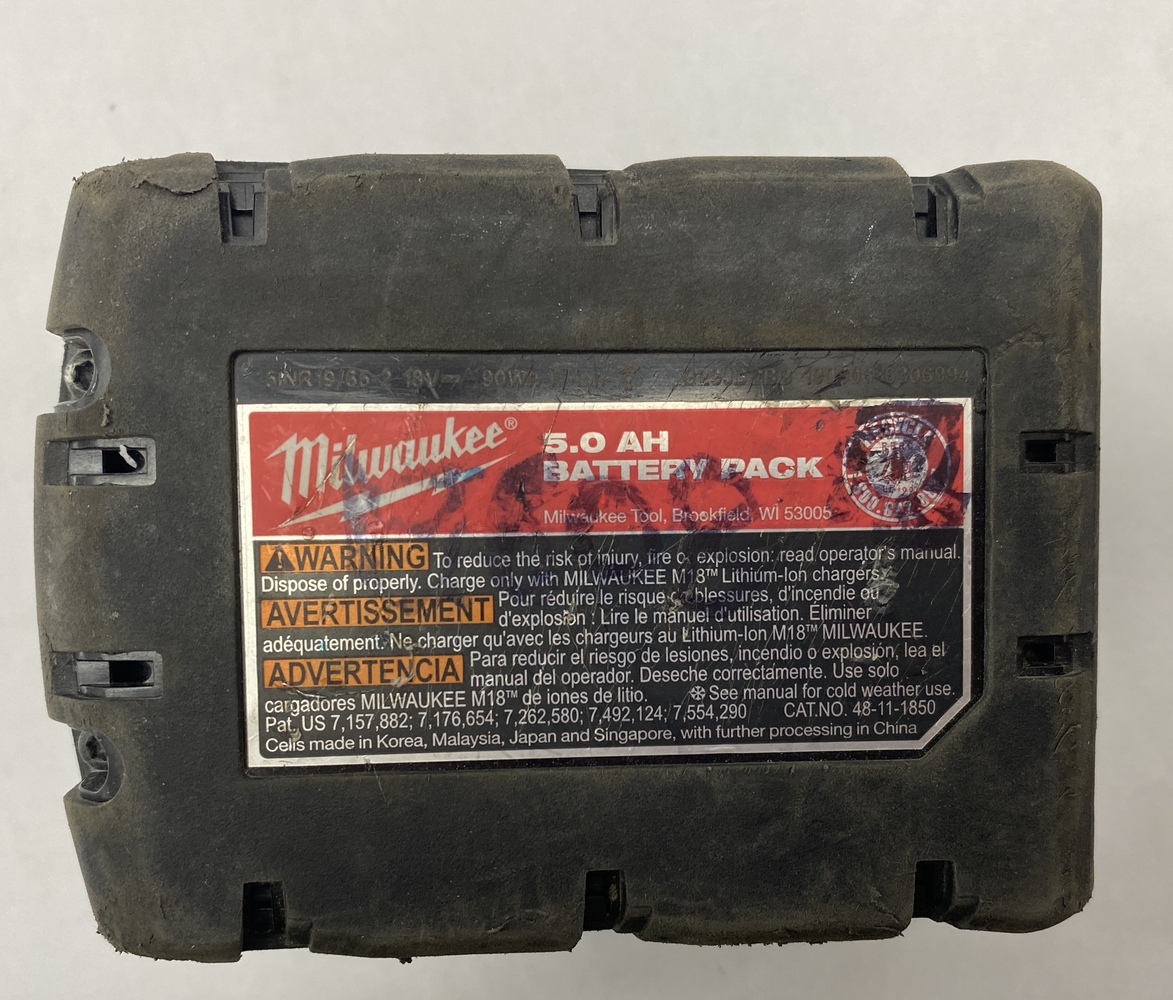 5INR19/66-2 18V⎓ 90Wh
Milwaukee®
5.0 AH
BATTERY PACK
Milwaukee Tool, Brookfield, WI 53005
WARNING To reduce the risk of injury, fire or explosion: read operator's manual.
Dispose of properly. Charge only with MILWAUKEE M18™ Lithium-Ion chargers.
AVERTISSEMENT Pour réduire le risque de blessures, d'incendie ou
d'explosion : Lire le manuel d'utilisation. Éliminer
adéquatement. Ne charger qu'avec les chargeurs au Lithium-Ion M18™ MILWAUKEE.
ADVERTENCIA Para reducir el riesgo de lesiones, incendio o explosión, lea el
manual del operador. Deseche correctamente. Use solo
cargadores MILWAUKEE M18™ de iones de litio. ❄ See manual for cold weather use.
Pat. US 7,157,882; 7,176,654; 7,262,580; 7,492,124; 7,554,290 CAT.NO. 48-11-1850
Cells made in Korea, Malaysia, Japan and Singapore, with further processing in China